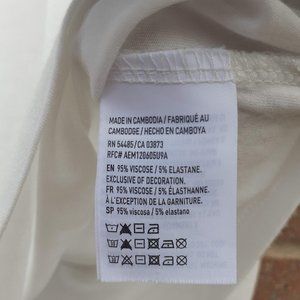 MADE IN CAMBODIA / FABRIQUÉ AU
CAMBODGE / HECHO EN CAMBOYA
RN 54485/CA 03873
RFC# AEM120605U9A
EN 95% VISCOSE / 5% ELASTANE.
EXCLUSIVE OF DECORATION.
FR 95% VISCOSE / 5% ÉLASTHANNE.
À L'EXCEPTION DE LA GARNITURE.
SP 95% viscosa / 5% elastano